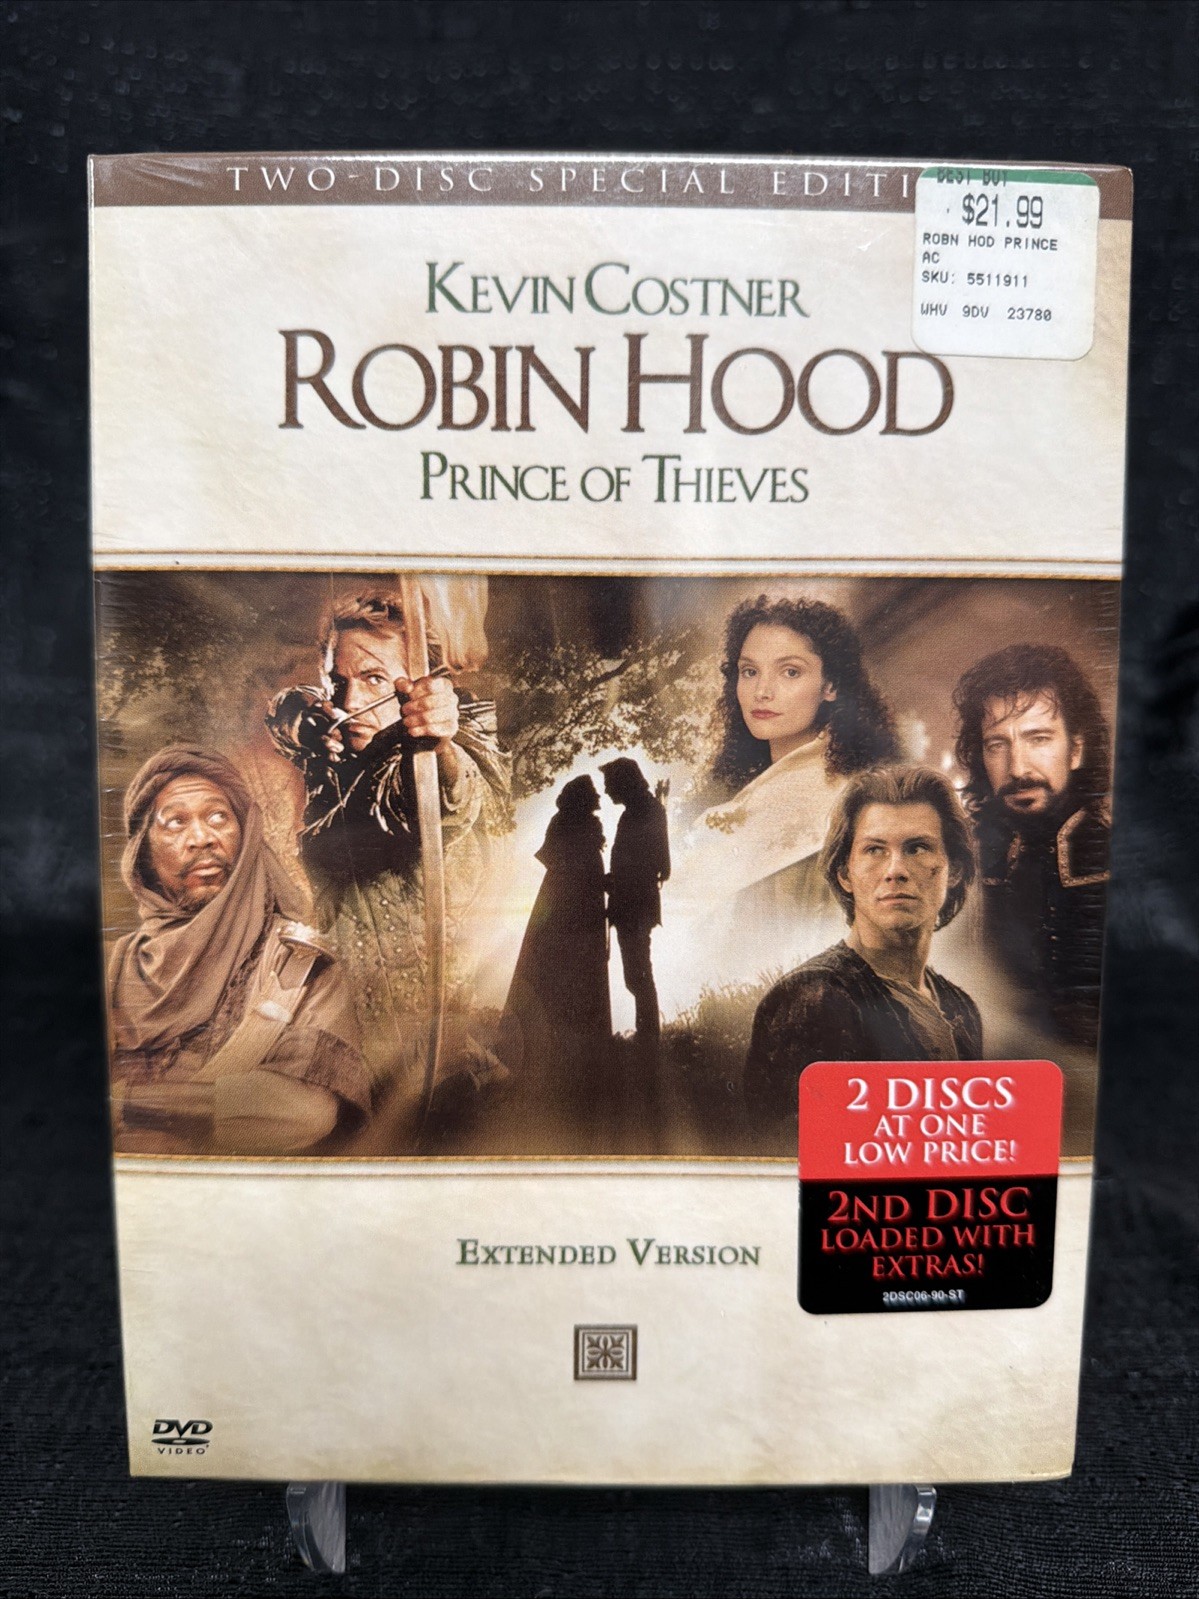 TWO-DISC SPECIAL EDITI
BEST BUY
$21.99
ROBN HOD PRINCE
AC
SKU: 5511911
WHV 9DV 23780
KEVIN COSTNER
ROBIN HOOD
PRINCE OF THIEVES
2 DISCS
AT ONE
LOW PRICE!
2ND DISC
LOADED WITH
EXTRAS!
2DSC06-90-ST
EXTENDED VERSION
DVD
VIDEO